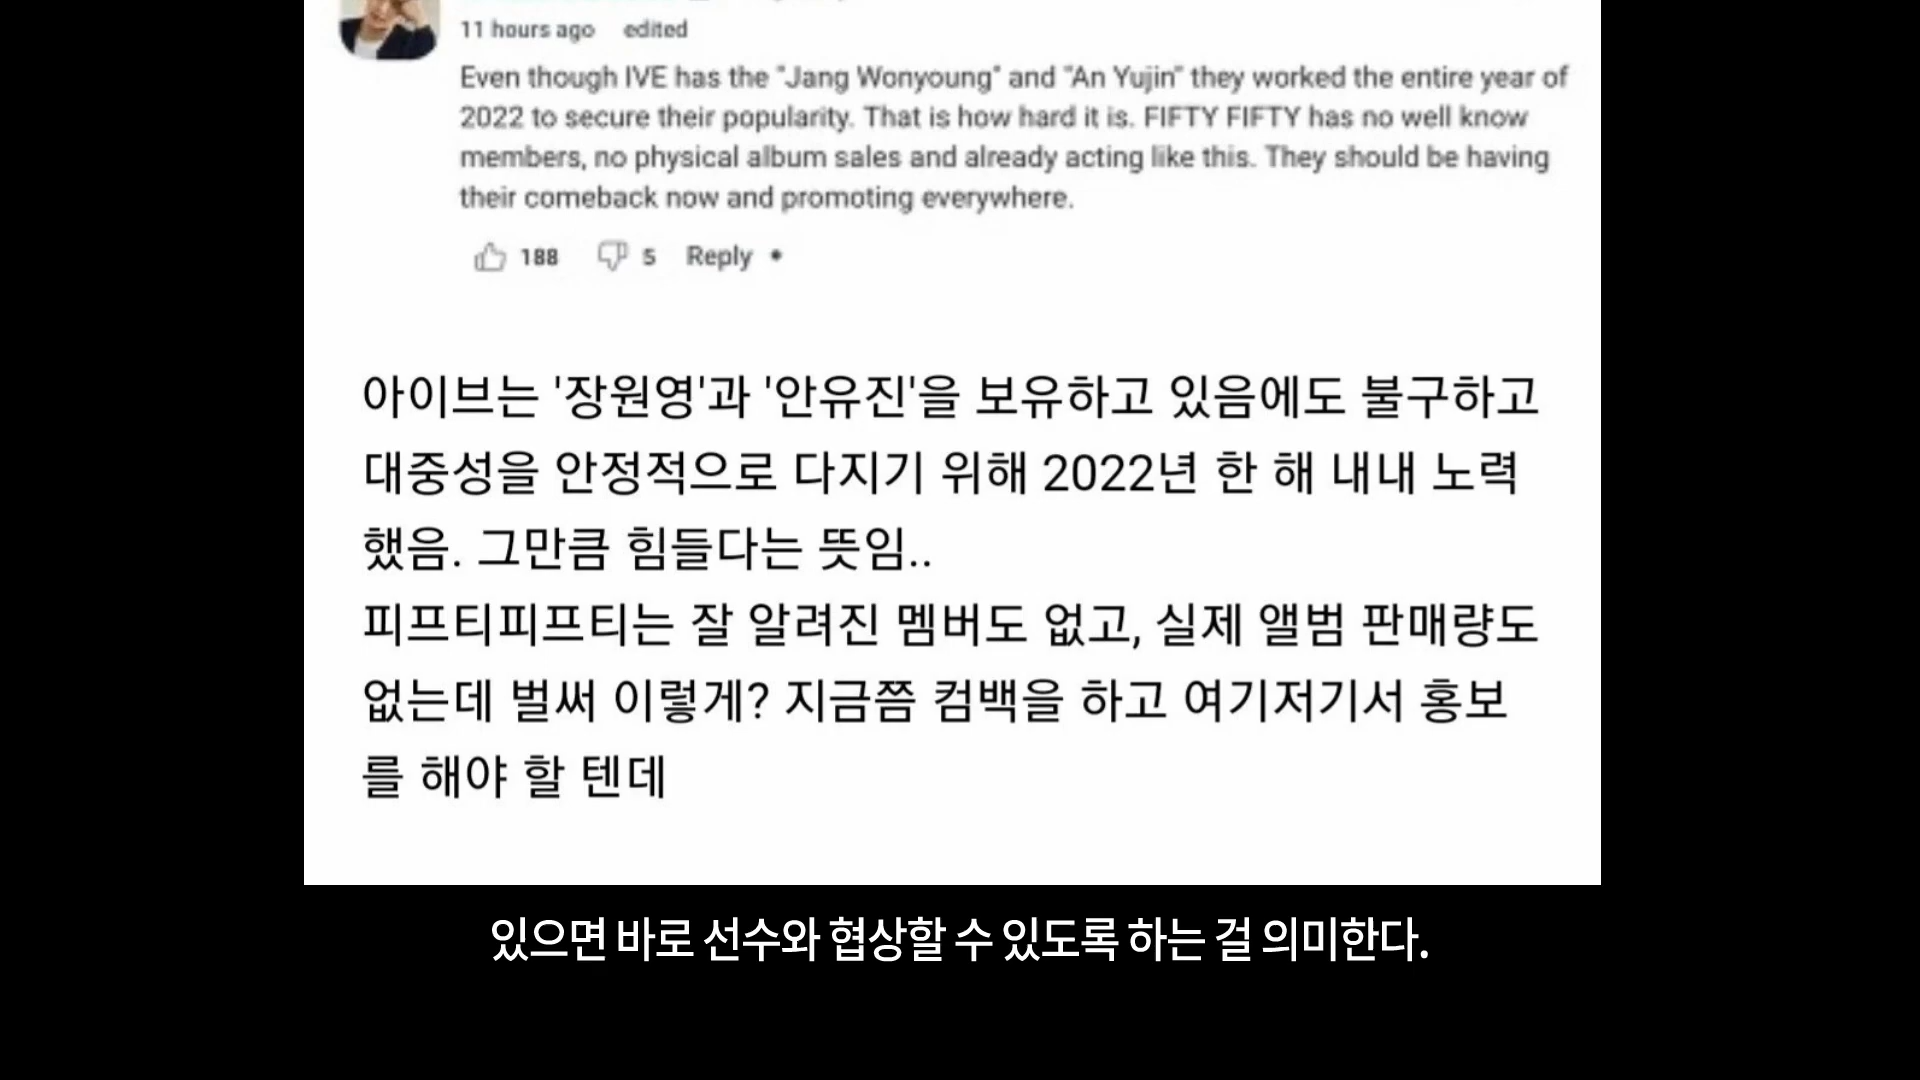 11 hours ago edited
Even though IVE has the "Jang Wonyoung" and "An Yujin" they worked the entire year of
2022 to secure their popularity. That is how hard it is. FIFTY FIFTY has no well know
members, no physical album sales and already acting like this. They should be having
their comeback now and promoting everywhere.
188 5 Reply •
아이브는 '장원영'과 '안유진'을 보유하고 있음에도 불구하고
대중성을 안정적으로 다지기 위해 2022년 한 해 내내 노력
했음. 그만큼 힘들다는 뜻임..
피프티피프티는 잘 알려진 멤버도 없고, 실제 앨범 판매량도
없는데 벌써 이렇게? 지금쯤 컴백을 하고 여기저기서 홍보
를 해야 할 텐데
있으면 바로 선수와 협상할 수 있도록 하는 걸 의미한다.